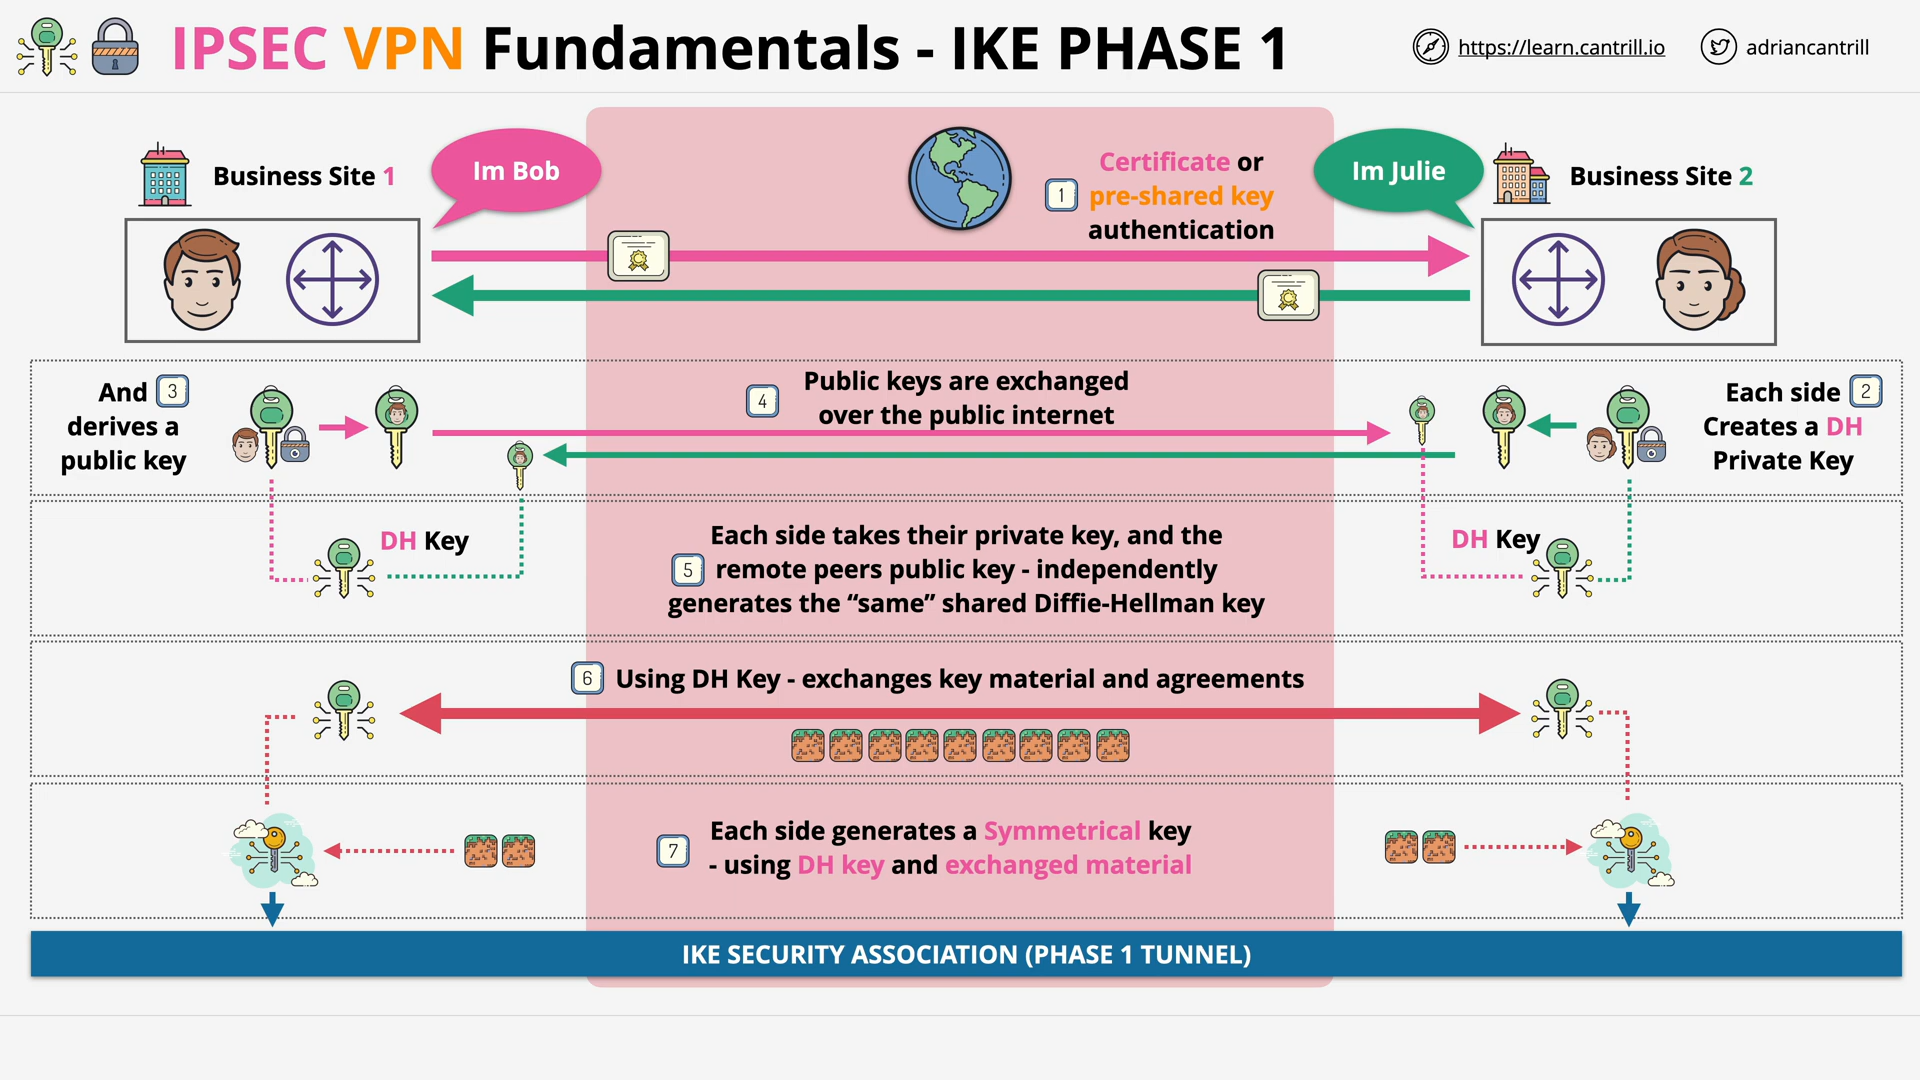 IPSEC VPN Fundamentals - IKE PHASE 1
https://learn.cantrill.io
adriancantrill
Business Site 1
Im Bob
Certificate or
1 pre-shared key
authentication
Im Julie
Business Site 2
And 3
derives a
public key
4 Public keys are exchanged
over the public internet
Each side 2
Creates a DH
Private Key
DH Key
Each side takes their private key, and the
5 remote peers public key - independently
generates the “same” shared Diffie-Hellman key
DH Key
6 Using DH Key - exchanges key material and agreements
7 Each side generates a Symmetrical key
- using DH key and exchanged material
IKE SECURITY ASSOCIATION (PHASE 1 TUNNEL)